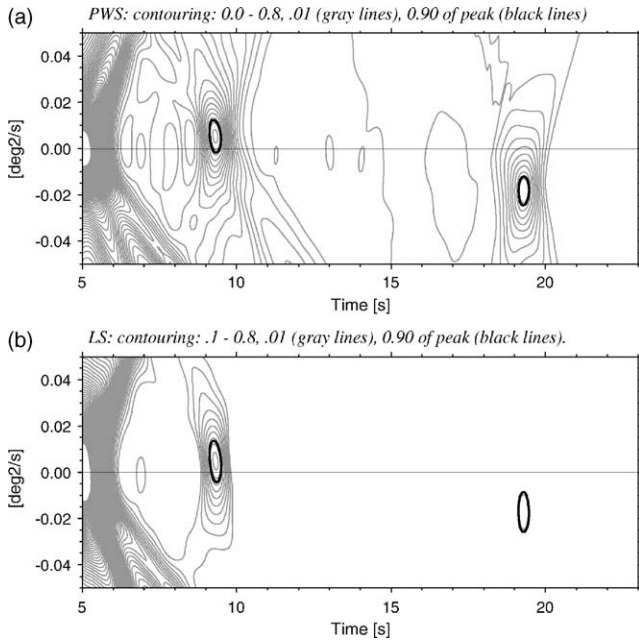 (a) PWS: contouring: 0.0 - 0.8, .01 (gray lines), 0.90 of peak (black lines)
0.04
0.02
0.00
-0.02
-0.04
[deg2/s]
5 10 15 20
Time [s]
(b) LS: contouring: .1 - 0.8, .01 (gray lines), 0.90 of peak (black lines).
0.04
0.02
0.00
-0.02
-0.04
[deg2/s]
5 10 15 20
Time [s]